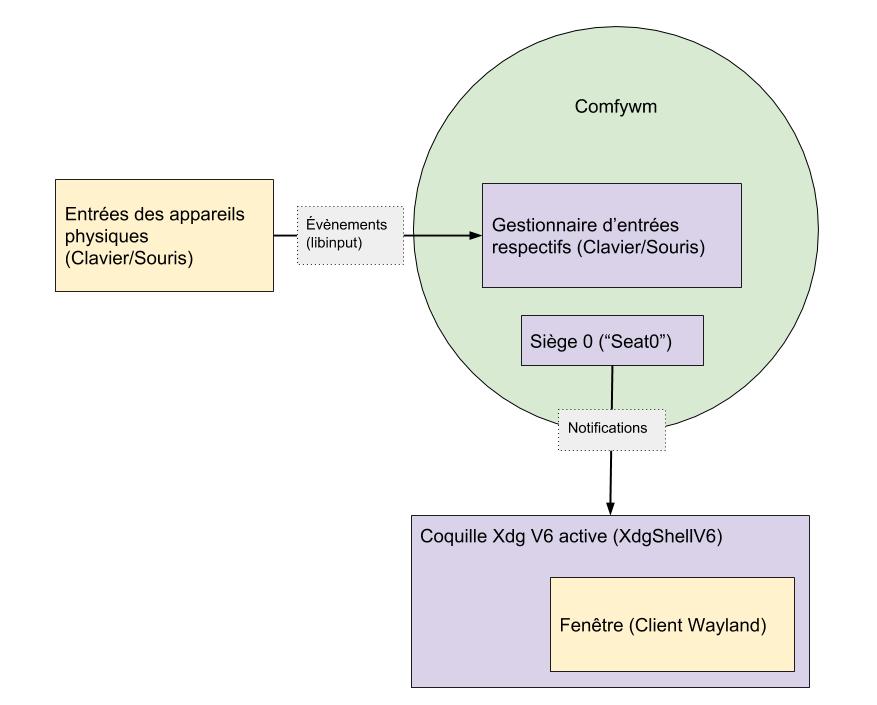 Comfywm
Entrées des appareils
physiques
(Clavier/Souris)
Évènements
(libinput)
Gestionnaire d’entrées
respectifs (Clavier/Souris)
Siège 0 (“Seat0”)
Notifications
Coquille Xdg V6 active (XdgShellV6)
Fenêtre (Client Wayland)